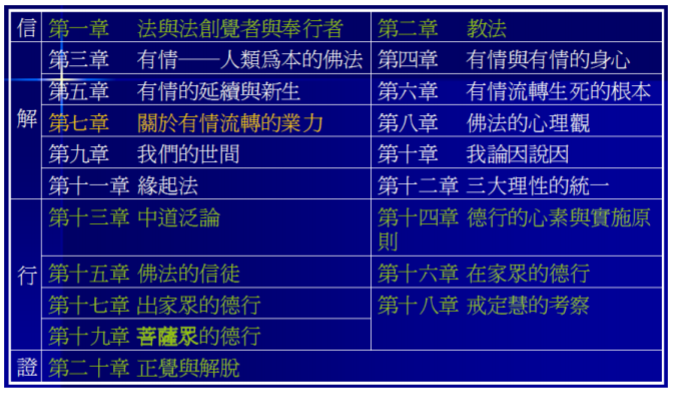 信 第一章 法與法創覺者與奉行者 第二章 教法
第三章 有情──人類爲本的佛法 第四章 有情與有情的身心
第五章 有情的延續與新生 第六章 有情流轉生死的根本
解 第七章 關於有情流轉的業力 第八章 佛法的心理觀
第九章 我們的世間 第十章 我論因說因
第十一章 緣起法 第十二章 三大理性的統一
第十三章 中道泛論 第十四章 德行的心素與實施原
則
行 第十五章 佛法的信徒 第十六章 在家眾的德行
第十七章 出家眾的德行 第十八章 戒定慧的考察
第十九章 菩薩眾的德行
證 第二十章 正覺與解脫